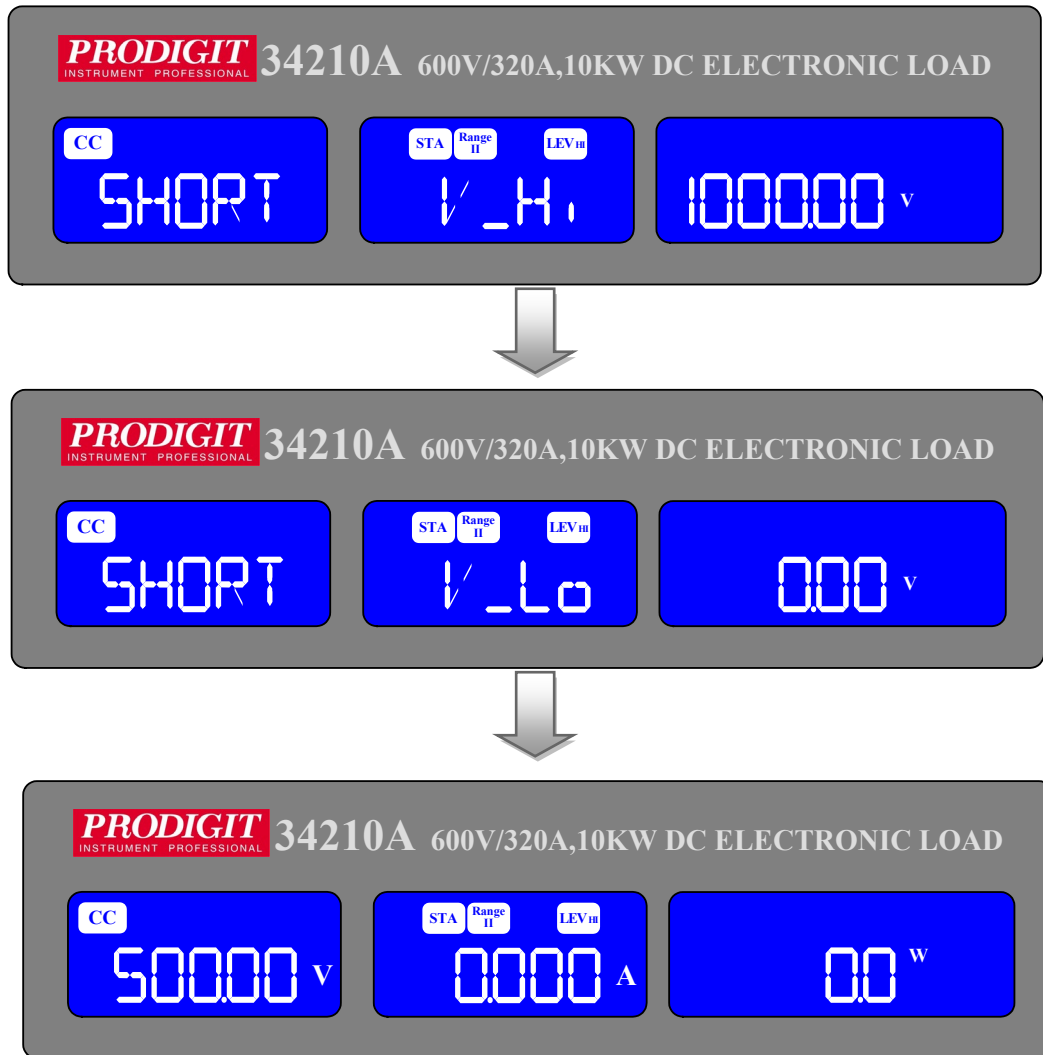 PRODIGIT
INSTRUMENT PROFESSIONAL
34210A 600V/320A,10KW DC ELECTRONIC LOAD
CC
SHORT
STA Range II LEV HI
V_Hi
1000.00 V
PRODIGIT
INSTRUMENT PROFESSIONAL
34210A 600V/320A,10KW DC ELECTRONIC LOAD
CC
SHORT
STA Range II LEV HI
V_Lo
0.00 V
PRODIGIT
INSTRUMENT PROFESSIONAL
34210A 600V/320A,10KW DC ELECTRONIC LOAD
CC
500.00 V
STA Range II LEV HI
0.000 A
0.0 W